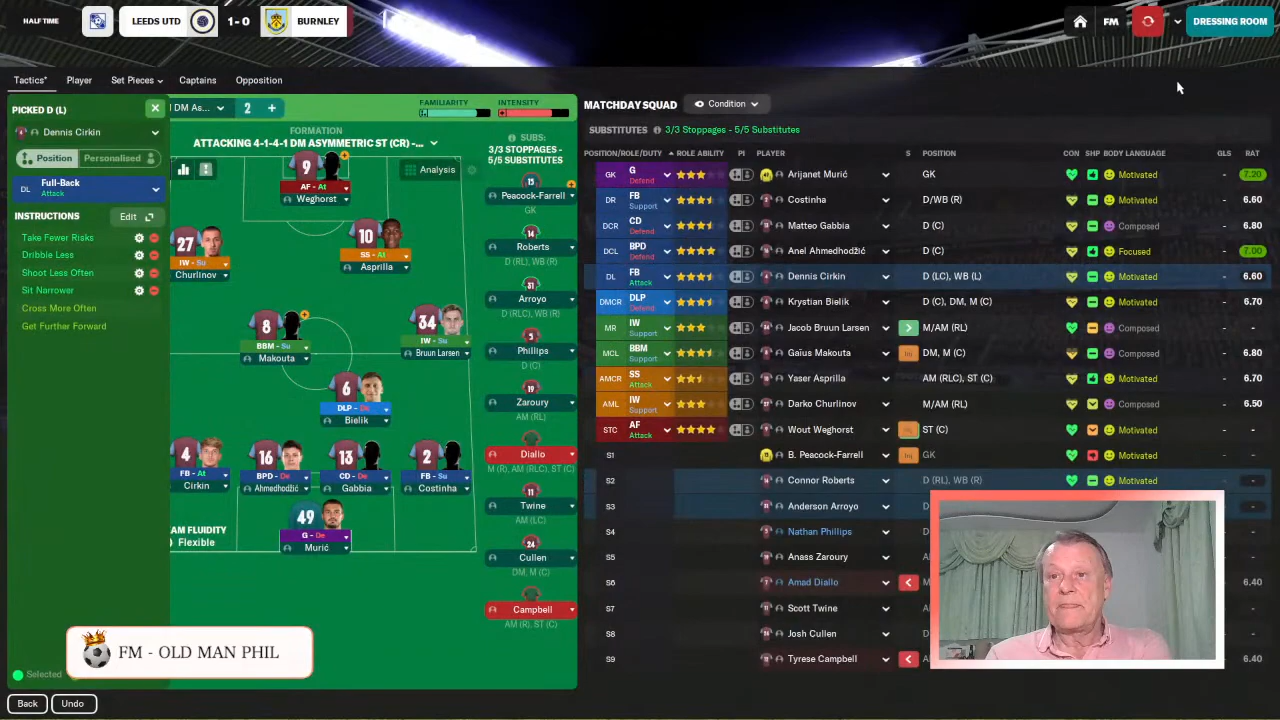 HALF TIME
LEEDS UTD
1 - 0
BURNLEY
FM
DRESSING ROOM
Tactics*
Player
Set Pieces
Captains
Opposition
PICKED D (L)
Dennis Cirkin
Position
Personalised
DL
Full-Back
Attack
INSTRUCTIONS
Edit
Take Fewer Risks
Dribble Less
Shoot Less Often
Sit Narrower
Cross More Often
Get Further Forward
Selected
Back
Undo
DM As...
2
FAMILIARITY
INTENSITY
FORMATION
ATTACKING 4-1-4-1 DM ASYMMETRIC ST (CR) -...
Analysis
9
AF - At
Weghorst
27
IW - Su
Churlinov
10
SS - At
Asprilla
8
BBM - Su
Makouta
34
IW - Su
Bruun Larsen
6
DLP - De
Bielik
4
FB - At
Cirkin
16
BPD - De
Ahmedhodžić
13
CD - De
Gabbia
2
FB - Su
Costinha
49
G - De
Murić
AM FLUIDITY
Flexible
SUBS:
3/3 STOPPAGES -
5/5 SUBSTITUTES
15
Peacock-Farrell
GK
14
Roberts
D (RL), WB (R)
31
Arroyo
D (RLC), WB (R)
5
Phillips
D (C)
19
Zaroury
AM (RL)
Diallo
M (R), AM (RLC), ST (C)
11
Twine
AM (LC)
24
Cullen
DM, M (C)
Campbell
AM (R), ST (C)
MATCHDAY SQUAD
Condition
SUBSTITUTES 3/3 Stoppages - 5/5 Substitutes
POSITION/ROLE/DUTY ROLE ABILITY PI PLAYER S POSITION CON SHP BODY LANGUAGE GLS RAT
GK G Defend Arijanet Murić GK Motivated - 7.20
DR FB Support Costinha D/WB (R) Motivated - 6.60
DCR CD Defend Matteo Gabbia D (C) Composed - 6.80
DCL BPD Defend Anel Ahmedhodžić D (C) Focused - 7.00
DL FB Attack Dennis Cirkin D (LC), WB (L) Motivated - 6.60
DMCR DLP Defend Krystian Bielik D (C), DM, M (C) Motivated - 6.70
MR IW Support Jacob Bruun Larsen M/AM (RL) Composed - -
MCL BBM Support Gaïus Makouta Inj DM, M (C) Composed - 6.80
AMCR SS Attack Yaser Asprilla AM (RLC), ST (C) Motivated - 6.70
AML IW Support Darko Churlinov M/AM (RL) Composed - 6.50
STC AF Attack Wout Weghorst Inj ST (C) Motivated - -
S1 B. Peacock-Farrell Inj GK Motivated - -
S2 Connor Roberts D (RL), WB (R) Motivated - -
S3 Anderson Arroyo D -
S4 Nathan Phillips D -
S5 Anass Zaroury -
S6 Amad Diallo M 6.40
S7 Scott Twine -
S8 Josh Cullen -
S9 Tyrese Campbell 6.40
FM - OLD MAN PHIL